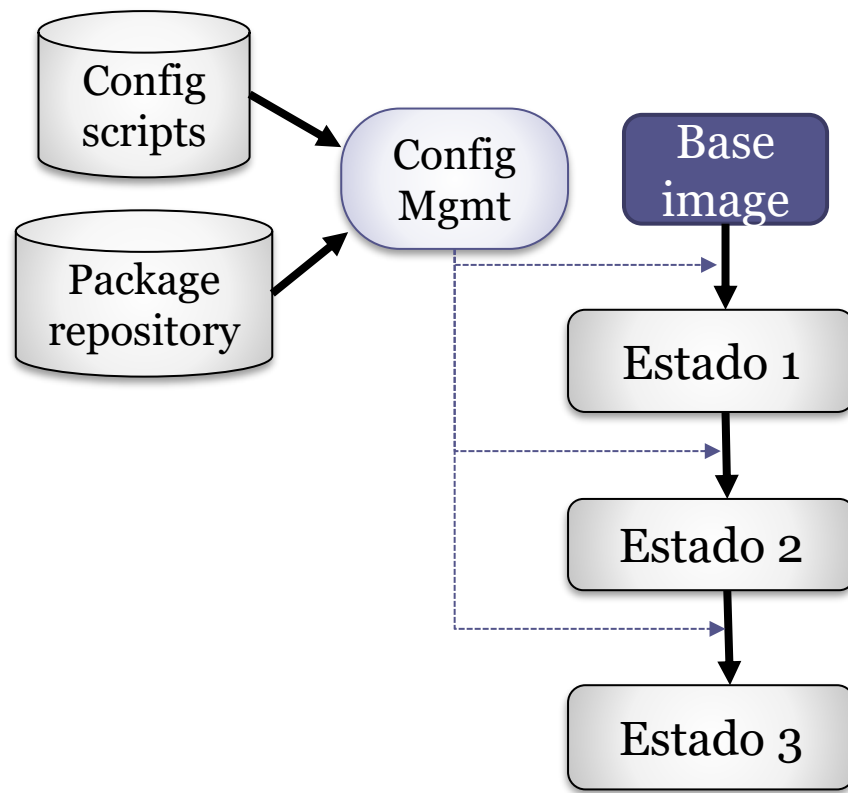 Config
scripts
Config
Mgmt
Base
image
Package
repository
Estado 1
Estado 2
Estado 3